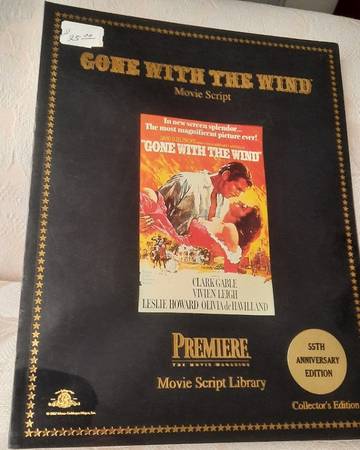 25.00
GONE WITH THE WIND
Movie Script
In new screen splendor...
The most magnificent picture ever!
"GONE WITH THE WIND"
CLARK GABLE
VIVIEN LEIGH
LESLIE HOWARD OLIVIA de HAVILLAND
PREMIERE
THE MOVIE MAGAZINE
Movie Script Library
55TH
ANNIVERSARY
EDITION
Collector's Edition